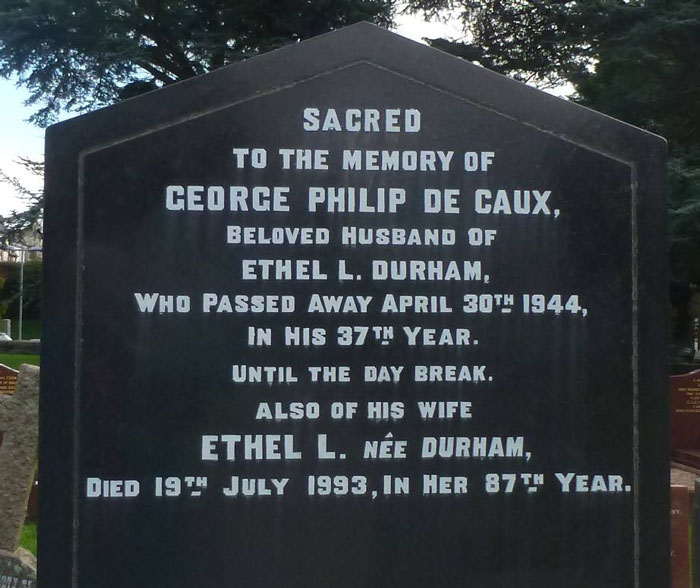 SACRED
TO THE MEMORY OF
GEORGE PHILIP DE CAUX,
BELOVED HUSBAND OF
ETHEL L. DURHAM,
WHO PASSED AWAY APRIL 30TH 1944,
IN HIS 37TH YEAR.
UNTIL THE DAY BREAK.
ALSO OF HIS WIFE
ETHEL L. NÉE DURHAM,
DIED 19TH JULY 1993, IN HER 87TH YEAR.